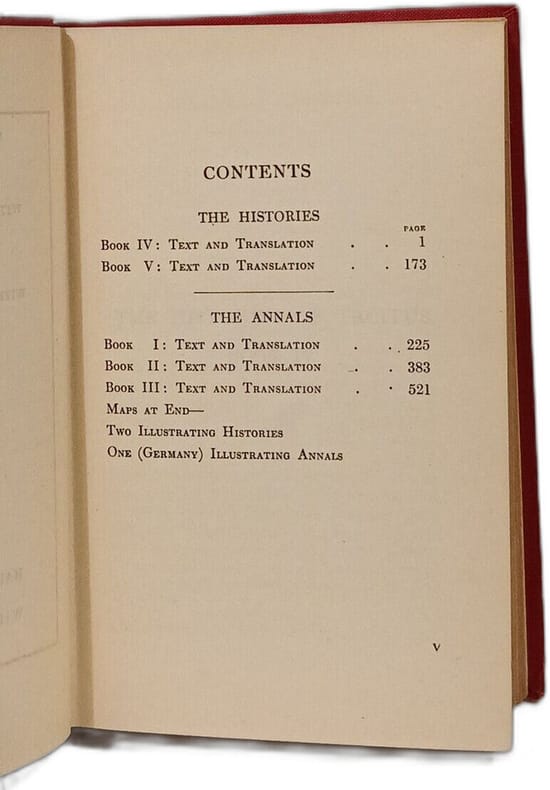 CONTENTS
THE HISTORIES
PAGE
Book IV: Text and Translation . . 1
Book V: Text and Translation . . 173
THE ANNALS
Book I: Text and Translation . . 225
Book II: Text and Translation . . 383
Book III: Text and Translation . . 521
Maps at End—
Two Illustrating Histories
One (Germany) Illustrating Annals
v